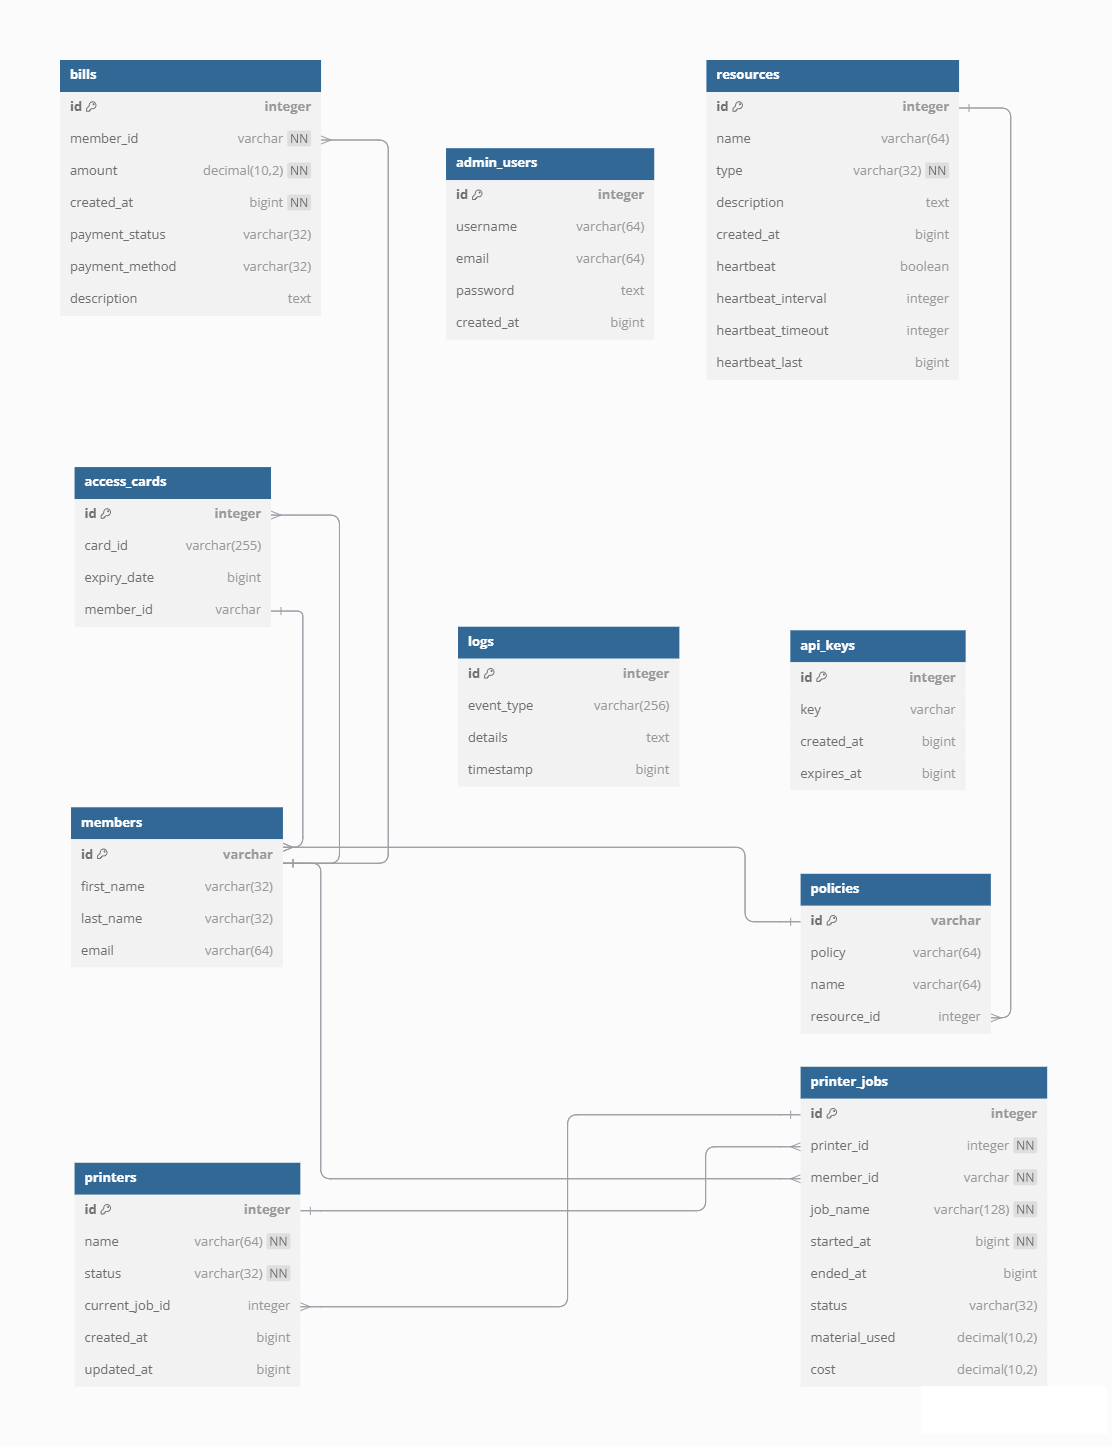 bills
id integer
member_id varchar NN
amount decimal(10,2) NN
created_at bigint NN
payment_status varchar(32)
payment_method varchar(32)
description text
admin_users
id integer
username varchar(64)
email varchar(64)
password text
created_at bigint
resources
id integer
name varchar(64)
type varchar(32) NN
description text
created_at bigint
heartbeat boolean
heartbeat_interval integer
heartbeat_timeout integer
heartbeat_last bigint
access_cards
id integer
card_id varchar(255)
expiry_date bigint
member_id varchar
logs
id integer
event_type varchar(256)
details text
timestamp bigint
api_keys
id integer
key varchar
created_at bigint
expires_at bigint
members
id varchar
first_name varchar(32)
last_name varchar(32)
email varchar(64)
policies
id varchar
policy varchar(64)
name varchar(64)
resource_id integer
printer_jobs
id integer
printer_id integer NN
member_id varchar NN
job_name varchar(128) NN
started_at bigint NN
ended_at bigint
status varchar(32)
material_used decimal(10,2)
cost decimal(10,2)
printers
id integer
name varchar(64) NN
status varchar(32) NN
current_job_id integer
created_at bigint
updated_at bigint